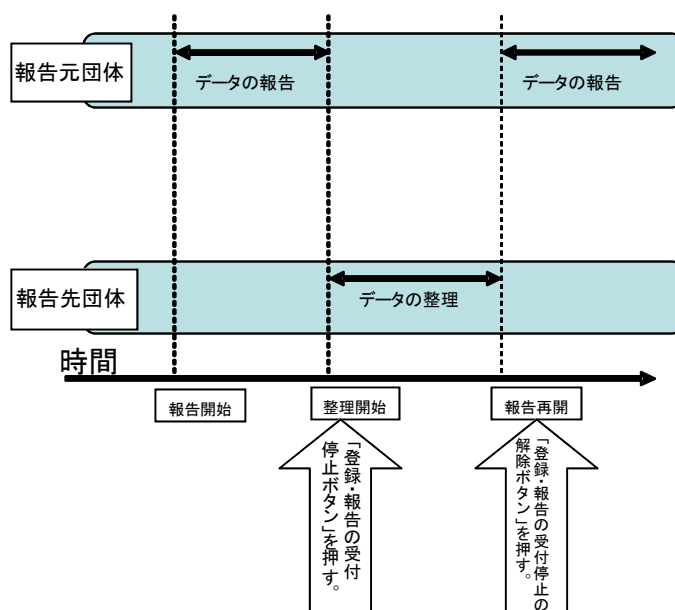 報告元団体
データの報告
データの報告
報告先団体
データの整理
時間
報告開始
整理開始
報告再開
「登録・報告の受付
停止ボタン」を押す。
「登録・報告の受付停止の
解除ボタン」を押す。